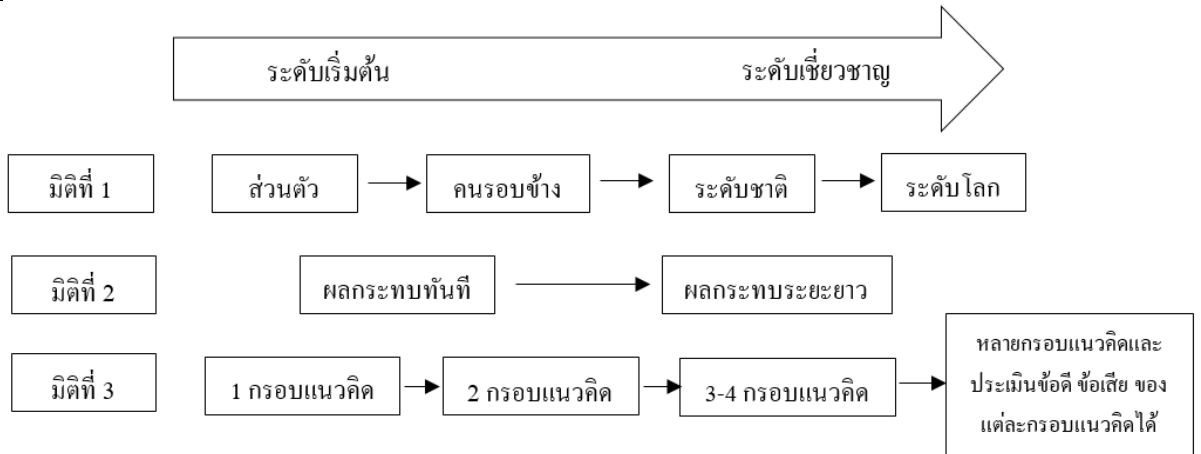 ระดับเริ่มต้น
ระดับเชี่ยวชาญ
มิติที่ 1
ส่วนตัว
คนรอบข้าง
ระดับชาติ
ระดับโลก
มิติที่ 2
ผลกระทบทันที
ผลกระทบระยะยาว
มิติที่ 3
1 กรอบแนวคิด
2 กรอบแนวคิด
3-4 กรอบแนวคิด
หลายกรอบแนวคิดและ
ประเมินข้อดี ข้อเสีย ของ
แต่ละกรอบแนวคิดได้